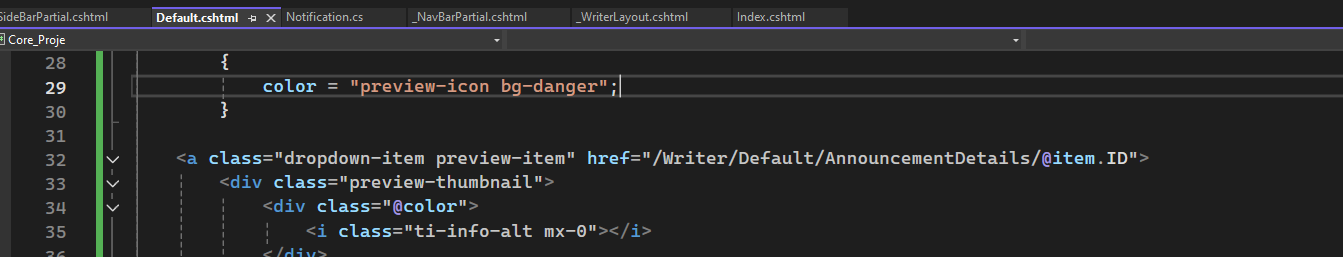 SideBarPartial.cshtml Default.cshtml Notification.cs _NavBarPartial.cshtml _WriterLayout.cshtml Index.cshtml
Core_Proje
28 {
29 color = "preview-icon bg-danger";
30 }
31
32 <a class="dropdown-item preview-item" href="/Writer/Default/AnnouncementDetails/@item.ID">
33 <div class="preview-thumbnail">
34 <div class="@color">
35 <i class="ti-info-alt mx-0"></i>
36 </div>